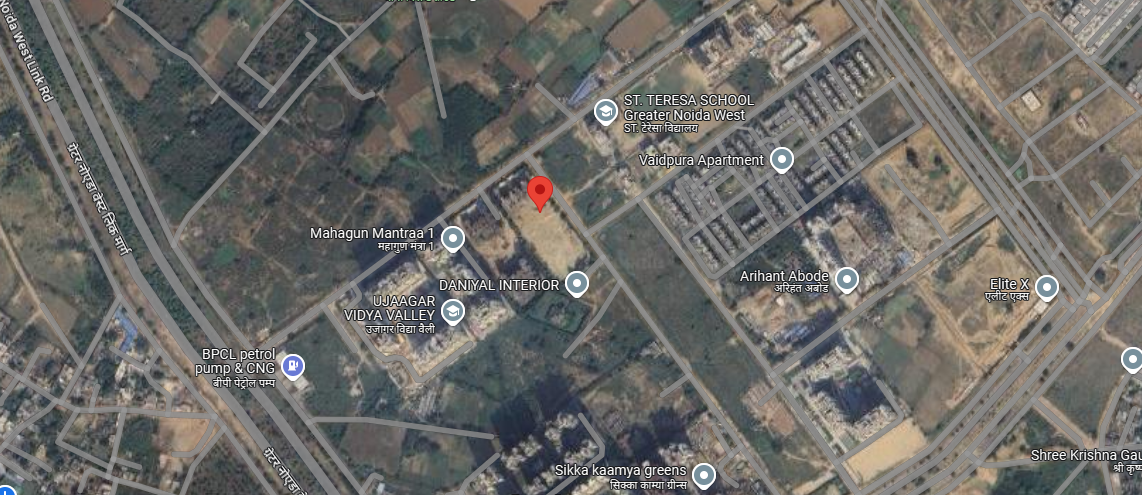 Noida West Link Rd
ग्रेटर नोएडा वेस्ट लिंक मार्ग
ST. TERESA SCHOOL
Greater Noida West
ST. टेरेसा विद्यालय
Vaidpura Apartment
Mahagun Mantraa 1
महागुण मंत्रा 1
DANIYAL INTERIOR
Arihant Abode
अरिहंत अबोड
Elite X
एलीट एक्स
UJAAGAR
VIDYA VALLEY
उजागर विद्या वैली
BPCL petrol
pump & CNG
बीपी पेट्रोल पम्प
ग्रेटर नोएडा वे
Sikka kaamya greens
सिक्का काम्या ग्रीन्स
Shree Krishna Gau
श्री कृष्ण